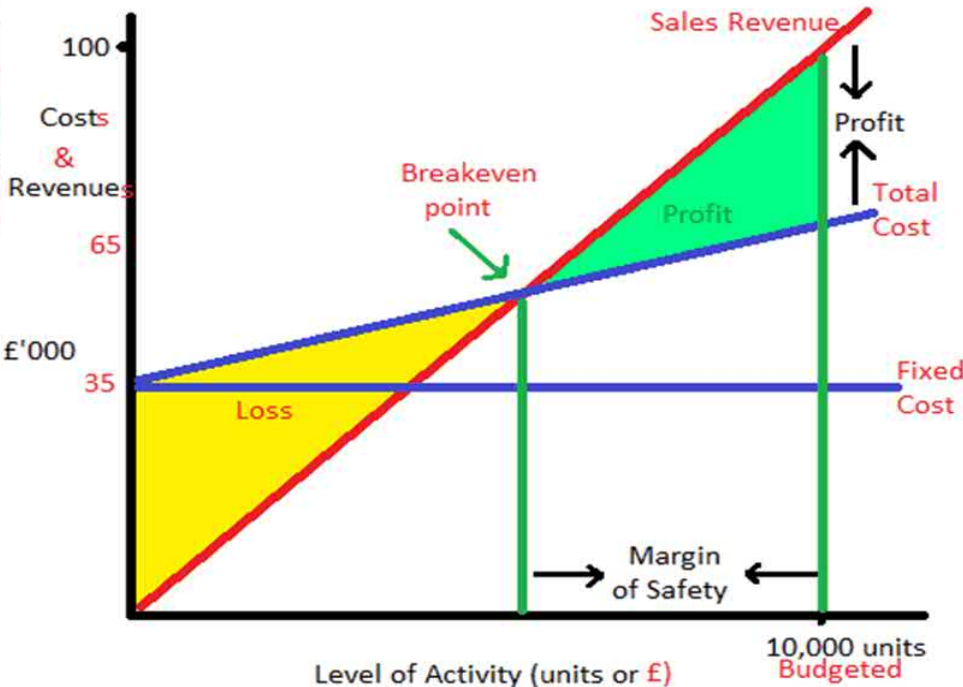 Sales Revenue
100
Costs
&
Revenues
Profit
Breakeven
point
Total
Cost
Profit
65
£'000
35
Fixed
Cost
Loss
Margin
of Safety
10,000 units
Budgeted
Level of Activity (units or £)